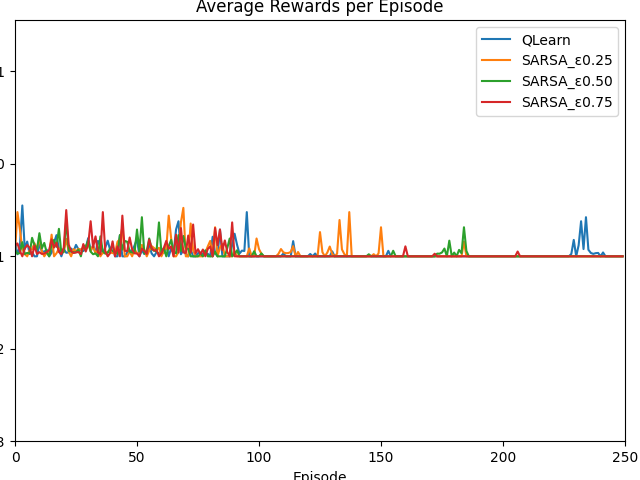 Average Rewards per Episode
QLearn
SARSA_ε0.25
SARSA_ε0.50
SARSA_ε0.75
1
0
1
2
3
0 50 100 150 200 250
Episode